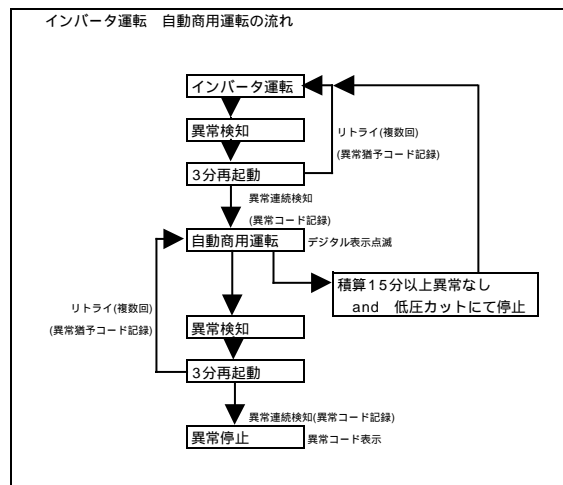 インバータ運転　自動商用運転の流れ
インバータ運転
異常検知
リトライ(複数回)
(異常猶予コード記録)
3分再起動
異常連続検知
(異常コード記録)
自動商用運転
デジタル表示点滅
積算15分以上異常なし
and　低圧カットにて停止
リトライ(複数回)
(異常猶予コード記録)
異常検知
3分再起動
異常連続検知(異常コード記録)
異常停止
異常コード表示